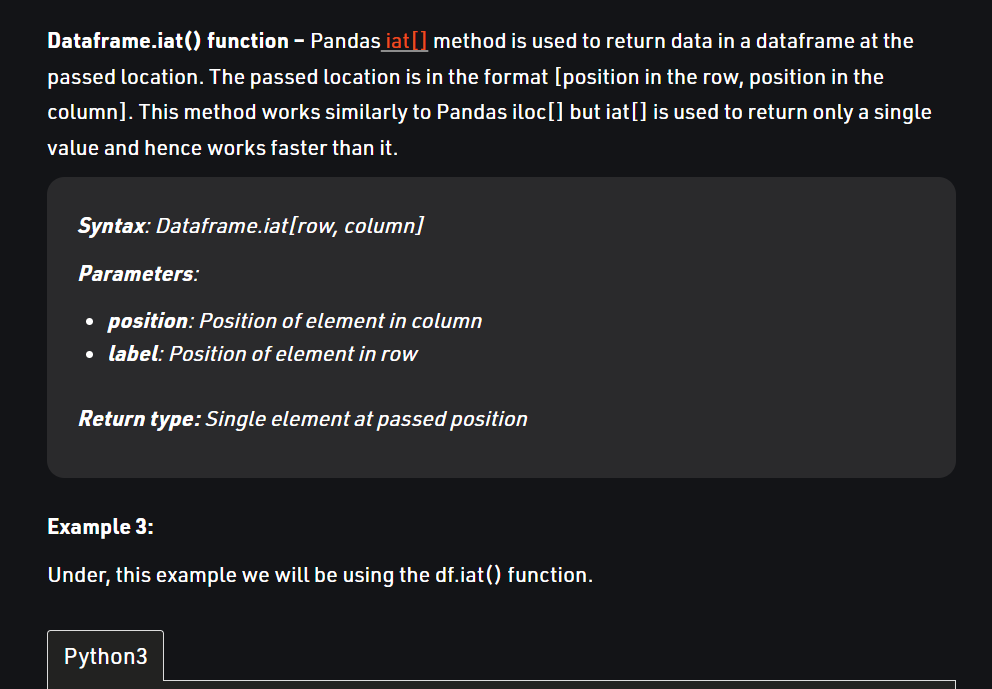 Dataframe.iat() function – Pandas iat[] method is used to return data in a dataframe at the
passed location. The passed location is in the format [position in the row, position in the
column]. This method works similarly to Pandas iloc[] but iat[] is used to return only a single
value and hence works faster than it.
Syntax: Dataframe.iat[row, column]
Parameters:
• position: Position of element in column
• label: Position of element in row
Return type: Single element at passed position
Example 3:
Under, this example we will be using the df.iat() function.
Python3